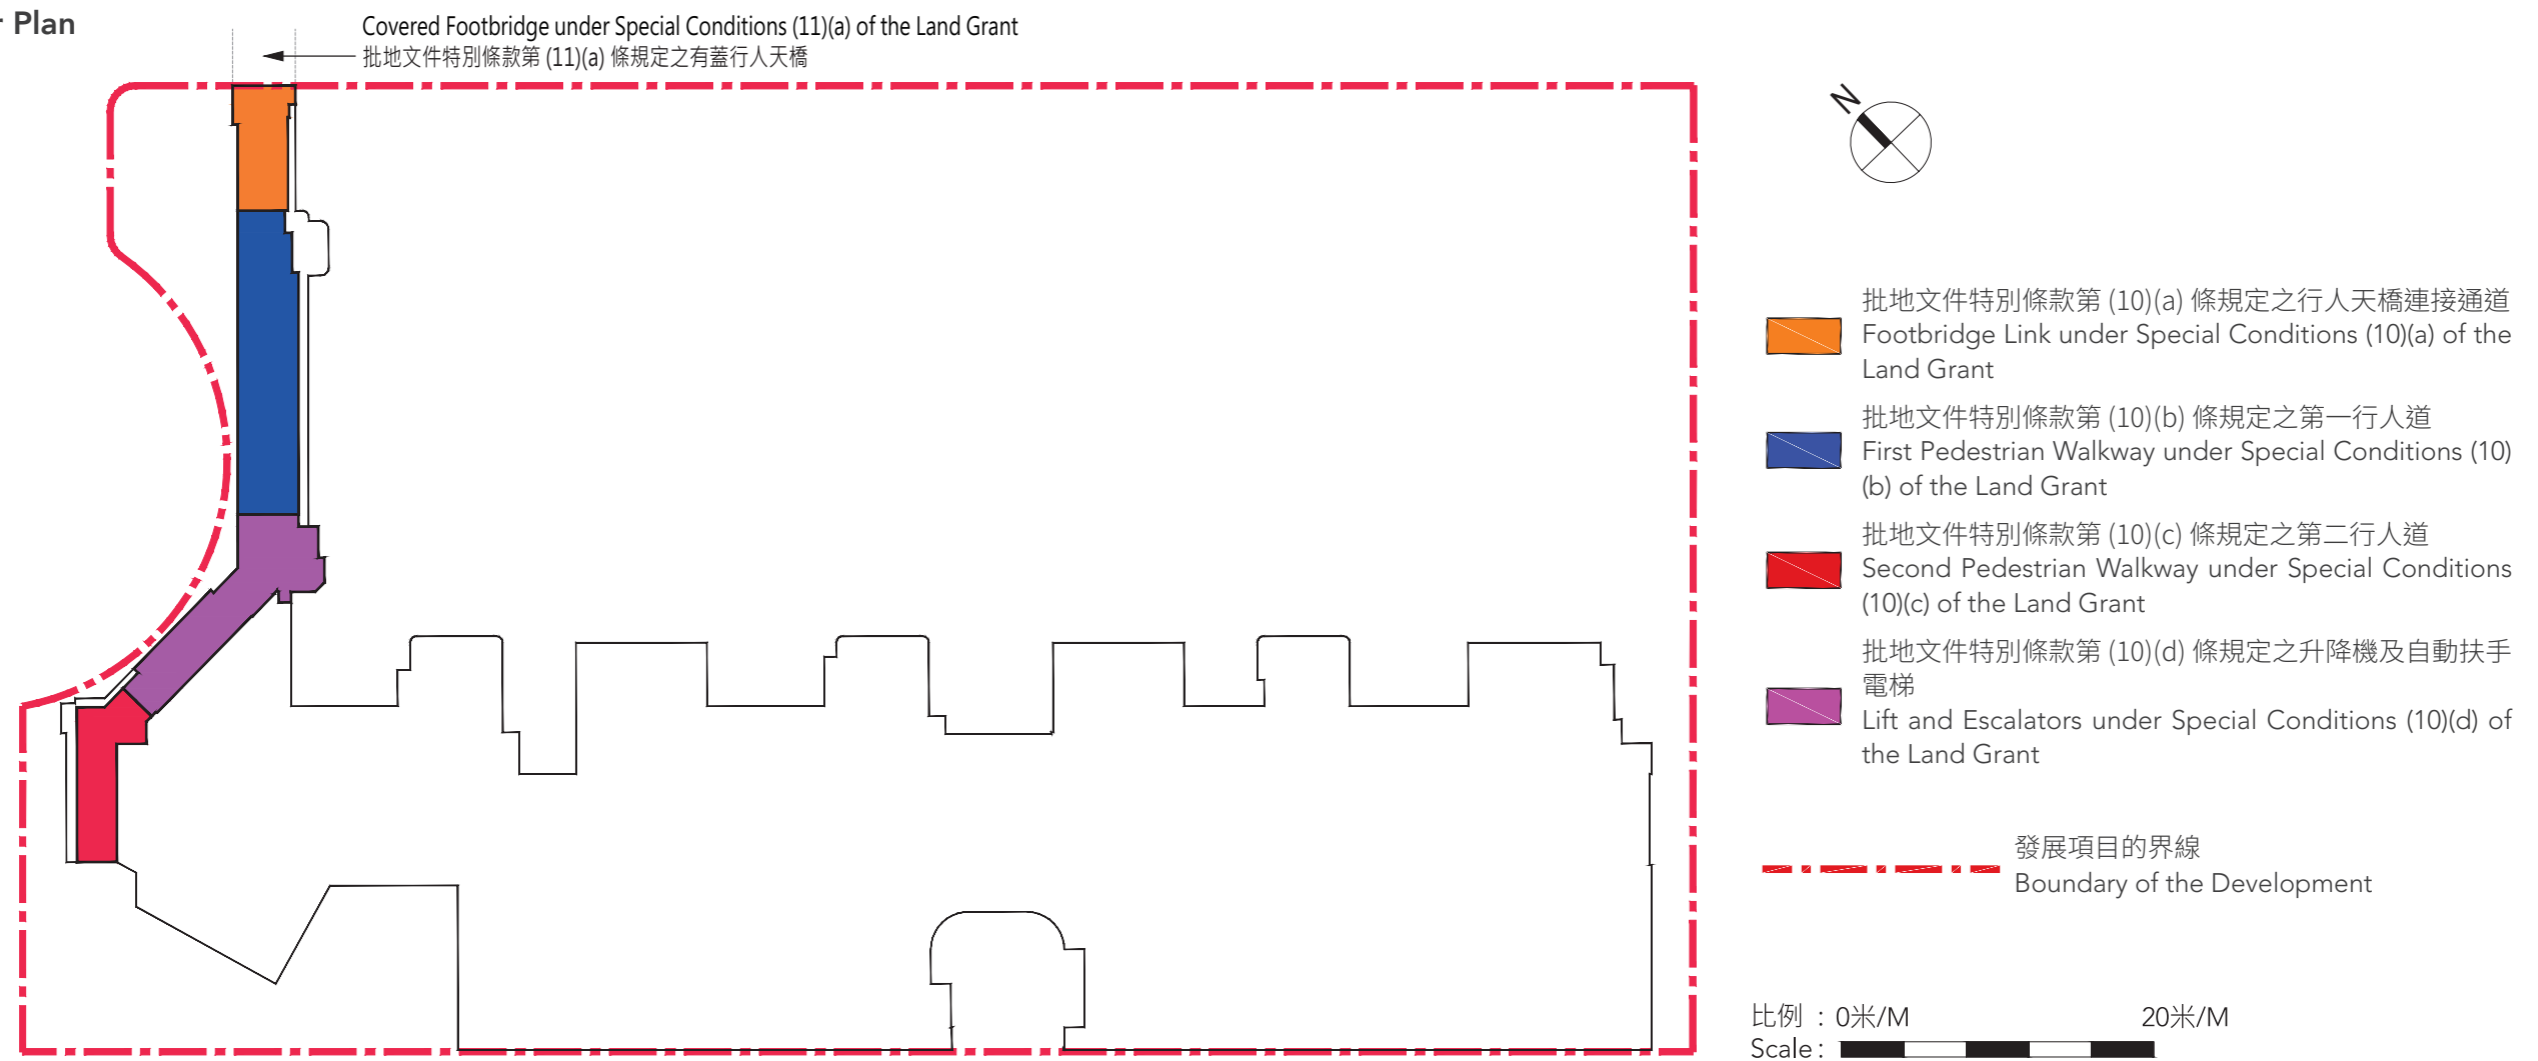 Plan
Covered Footbridge under Special Conditions (11)(a) of the Land Grant
批地文件特別條款第 (11)(a) 條規定之有蓋行人天橋
N
批地文件特別條款第 (10)(a) 條規定之行人天橋連接通道
Footbridge Link under Special Conditions (10)(a) of the
Land Grant
批地文件特別條款第 (10)(b) 條規定之第一行人道
First Pedestrian Walkway under Special Conditions (10)
(b) of the Land Grant
批地文件特別條款第 (10)(c) 條規定之第二行人道
Second Pedestrian Walkway under Special Conditions
(10)(c) of the Land Grant
批地文件特別條款第 (10)(d) 條規定之升降機及自動扶手
電梯
Lift and Escalators under Special Conditions (10)(d) of
the Land Grant
發展項目的界線
Boundary of the Development
比例 : 0米/M 20米/M
Scale :